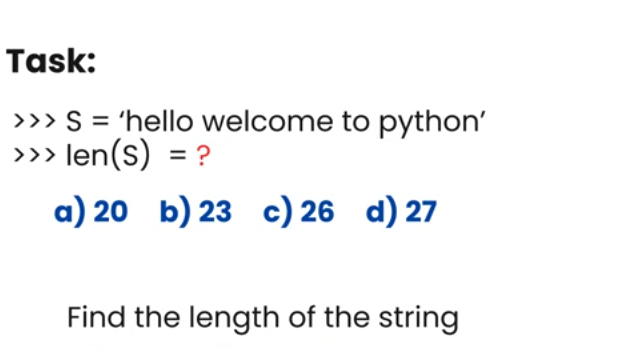 Task:
>>> S = ‘hello welcome to python’
>>> len(S) = ?
a) 20 b) 23 c) 26 d) 27
Find the length of the string